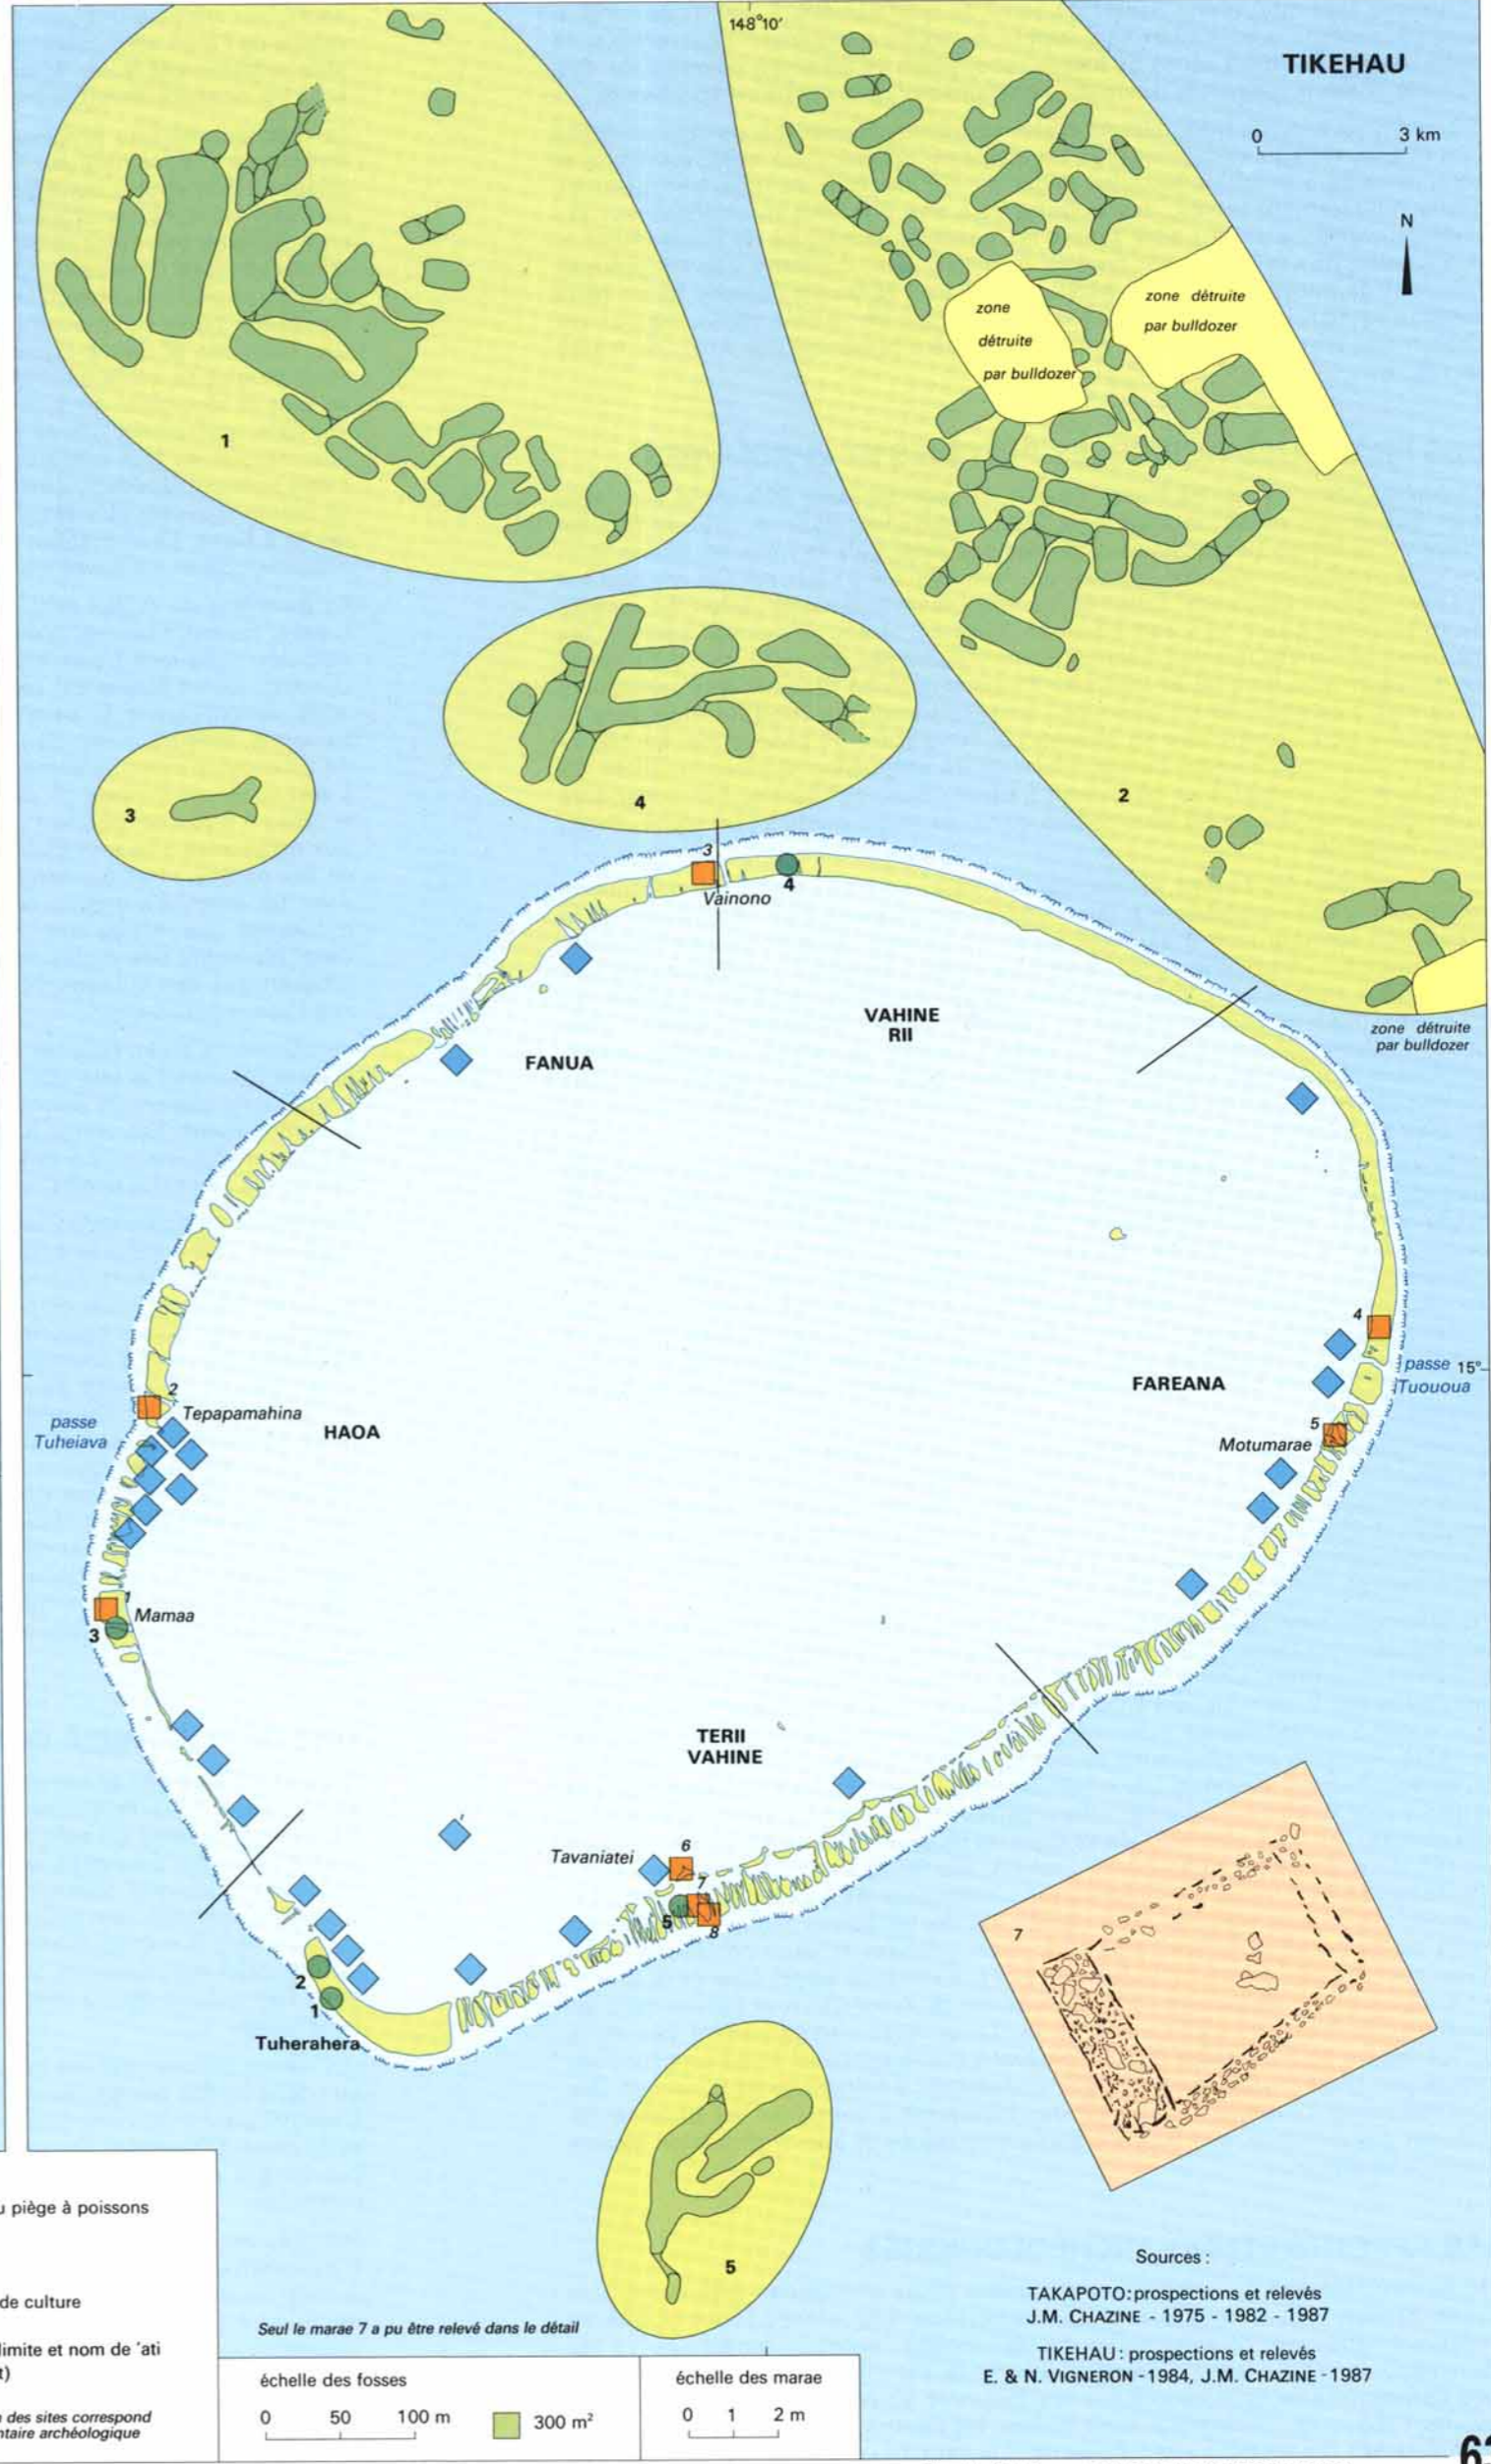 148°10'
TIKEHAU
0 3 km
N
zone
détruite
par bulldozer
zone détruite
par bulldozer
1
2
3
4
zone détruite
par bulldozer
3
Vainono
4
VAHINE
RII
FANUA
4
passe 15°
Tuououa
FAREANA
5
Motumarae
2
Tepapamahina
passe
Tuheiava
HAOA
1
Mamaa
3
TERII
VAHINE
Tavaniatei
6
7
5
8
2
1
Tuherahera
7
5
piège à poissons
de culture
limite et nom de 'ati
des sites correspond
archéologique
Seul le marae 7 a pu être relevé dans le détail
échelle des fosses
0 50 100 m 300 m²
échelle des marae
0 1 2 m
Sources :
TAKAPOTO: prospections et relevés
J.M. CHAZINE - 1975 - 1982 - 1987
TIKEHAU : prospections et relevés
E. & N. VIGNERON - 1984, J.M. CHAZINE - 1987